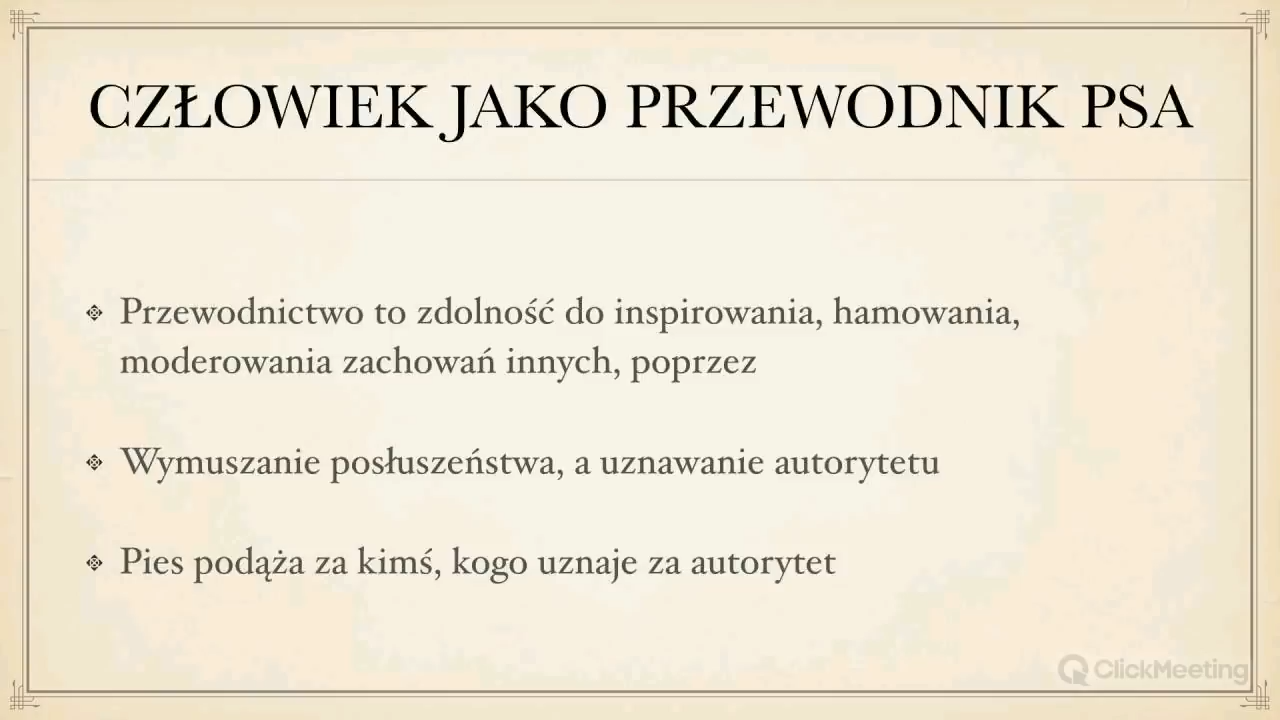 CZŁOWIEK JAKO PRZEWODNIK PSA
Przewodnictwo to zdolność do inspirowania, hamowania,
moderowania zachowań innych, poprzez
Wymuszanie posłuszeństwa, a uznawanie autorytetu
Pies podąża za kimś, kogo uznaje za autorytet
ClickMeeting